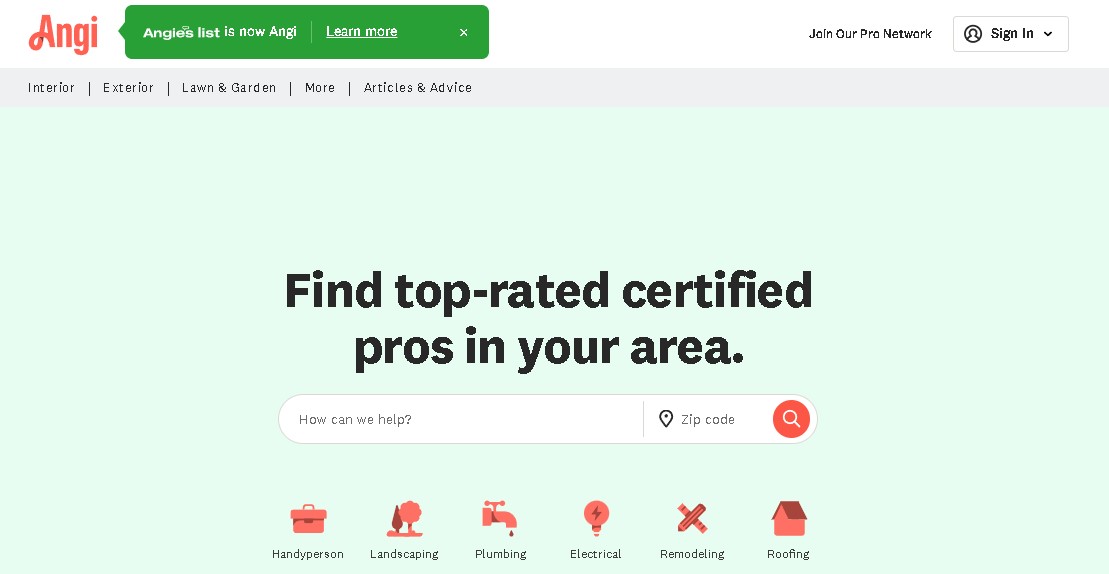 Angi
Angie's list is now Angi
Learn more
×
Join Our Pro Network
Sign In
Interior | Exterior | Lawn & Garden | More | Articles & Advice
Find top-rated certified
pros in your area.
How can we help?
Zip code
Handyperson
Landscaping
Plumbing
Electrical
Remodeling
Roofing